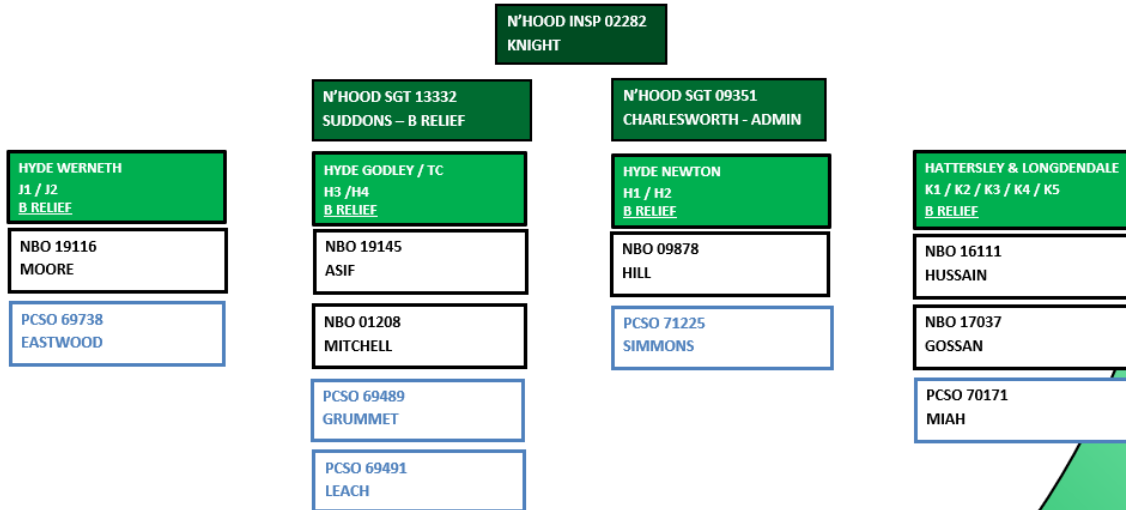 N'HOOD INSP 02282
KNIGHT
N'HOOD SGT 13332
SUDDONS – B RELIEF
N'HOOD SGT 09351
CHARLESWORTH - ADMIN
HYDE WERNETH
J1 / J2
B RELIEF
NBO 19116
MOORE
PCSO 69738
EASTWOOD
HYDE GODLEY / TC
H3 /H4
B RELIEF
NBO 19145
ASIF
NBO 01208
MITCHELL
PCSO 69489
GRUMMET
PCSO 69491
LEACH
HYDE NEWTON
H1 / H2
B RELIEF
NBO 09878
HILL
PCSO 71225
SIMMONS
HATTERSLEY & LONGDENDALE
K1 / K2 / K3 / K4 / K5
B RELIEF
NBO 16111
HUSSAIN
NBO 17037
GOSSAN
PCSO 70171
MIAH